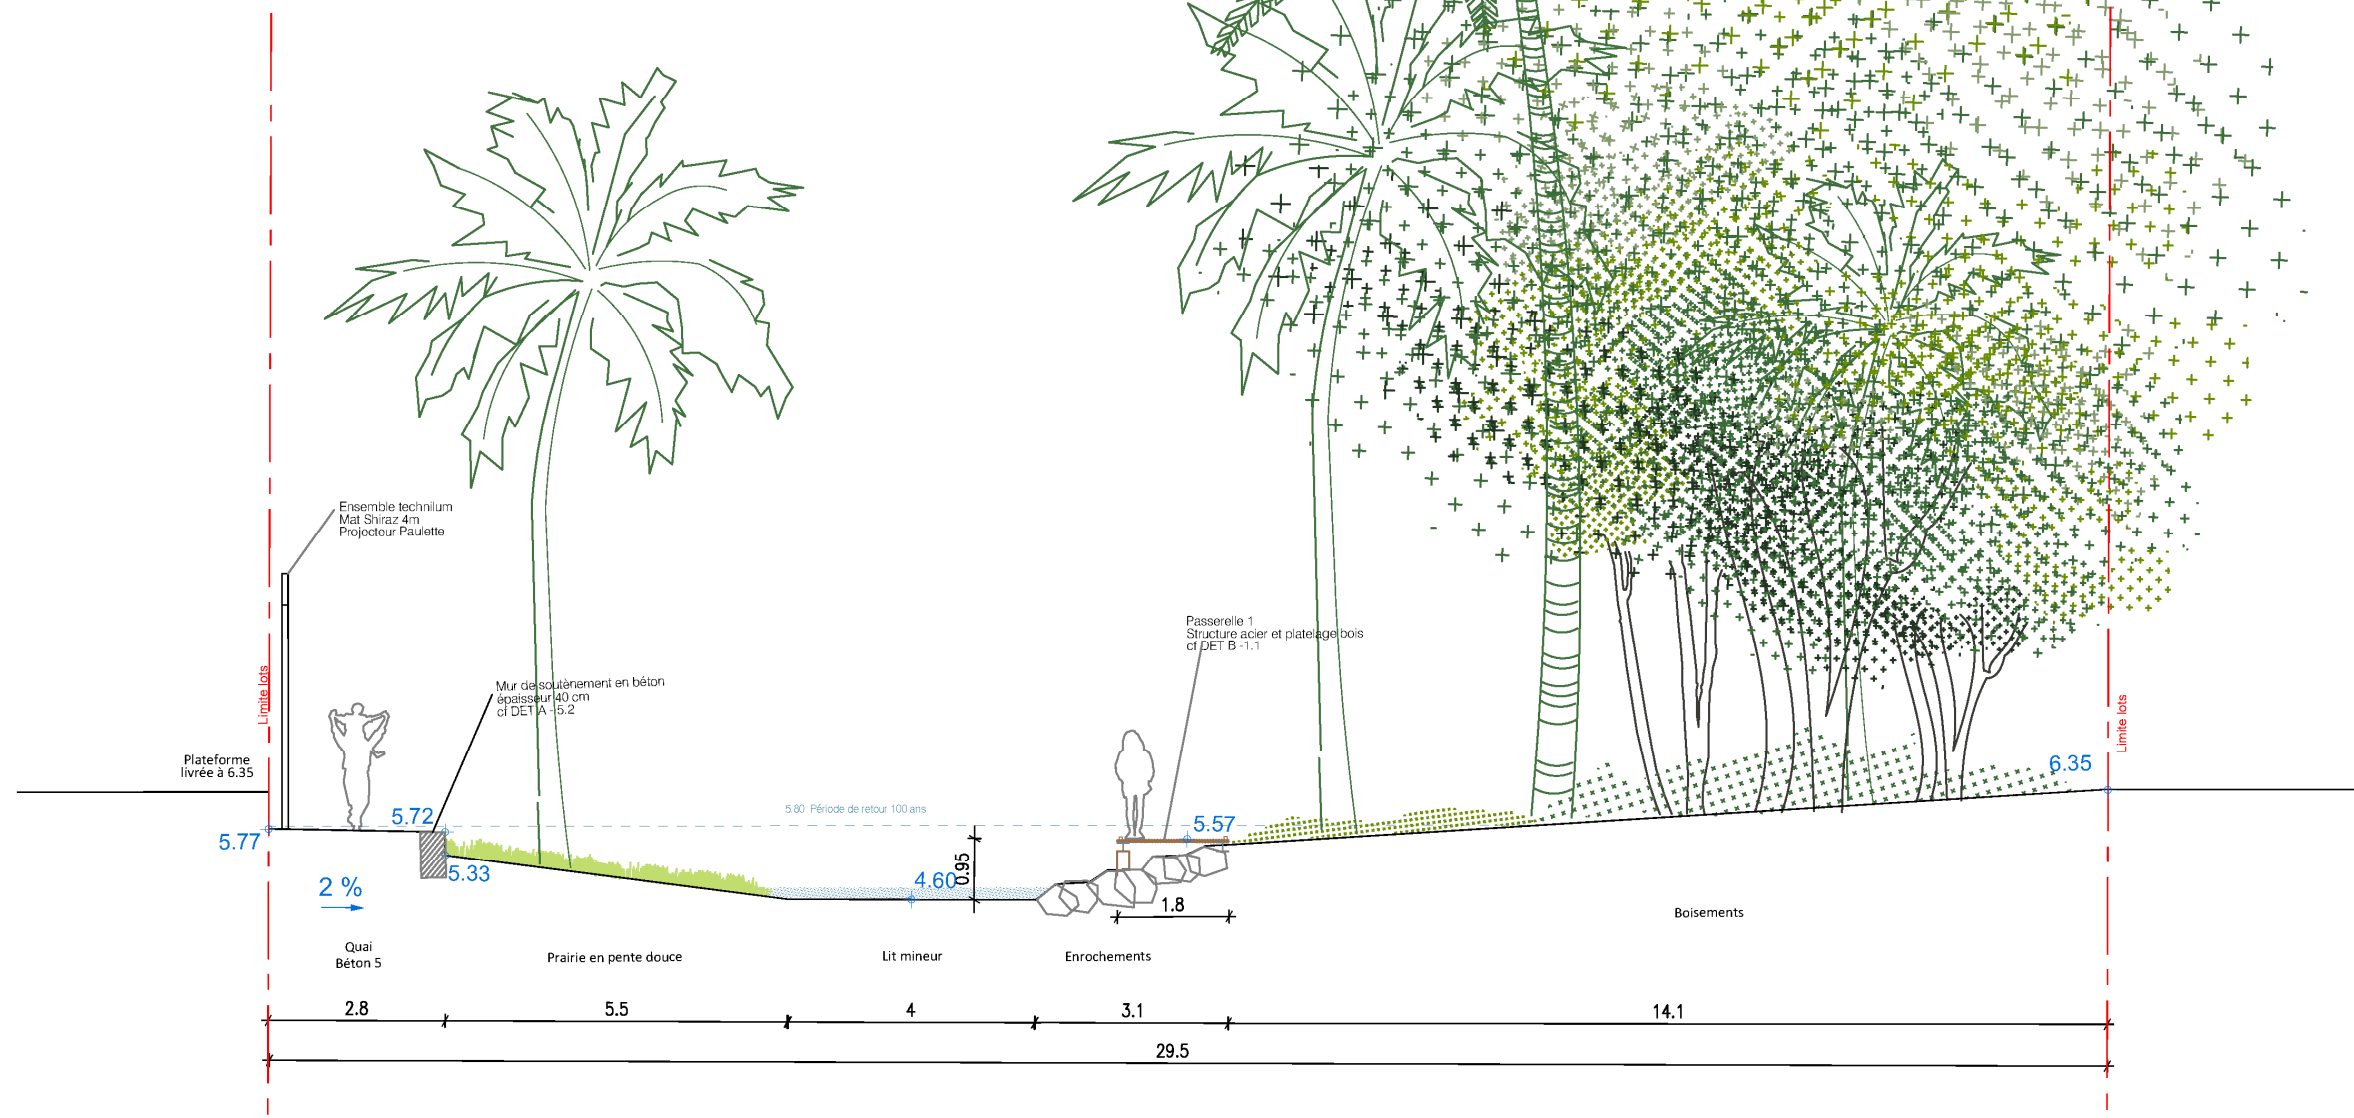 Ensemble technilum
Mat Shiraz 4m
Projecteur Paulette
Passerelle 1
Structure acier et platelage bois
cf DET B -1.1
Limite lots
Mur de soutènement en béton
épaisseur 40 cm
cf DET A - 5.2
Limite lots
Plateforme
livrée à 6.35
6.35
5.80 Période de retour 100 ans
5.72
5.57
5.77
5.33
4.60
0.95
2 %
1.8
Boisements
Quai
Béton 5
Prairie en pente douce
Lit mineur
Enrochements
2.8
5.5
4
3.1
14.1
29.5